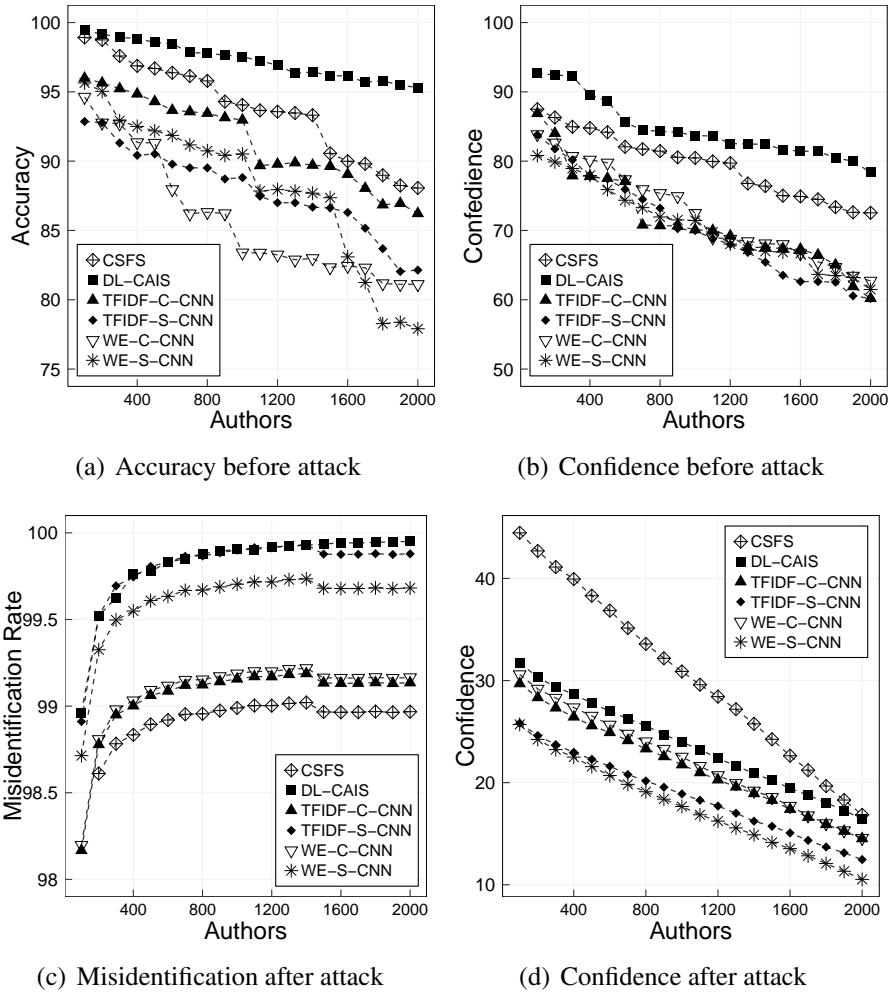 100
95
90
85
80
75
Accuracy
CSFS
DL-CAIS
TFIDF-C-CNN
TFIDF-S-CNN
WE-C-CNN
WE-S-CNN
400 800 1200 1600 2000
Authors
(a) Accuracy before attack
100
90
80
70
60
50
Confedience
CSFS
DL-CAIS
TFIDF-C-CNN
TFIDF-S-CNN
WE-C-CNN
WE-S-CNN
400 800 1200 1600 2000
Authors
(b) Confidence before attack
100
99.5
99
98.5
98
Misidentification Rate
CSFS
DL-CAIS
TFIDF-C-CNN
TFIDF-S-CNN
WE-C-CNN
WE-S-CNN
400 800 1200 1600 2000
Authors
(c) Misidentification after attack
40
30
20
10
Confidence
CSFS
DL-CAIS
TFIDF-C-CNN
TFIDF-S-CNN
WE-C-CNN
WE-S-CNN
400 800 1200 1600 2000
Authors
(d) Confidence after attack